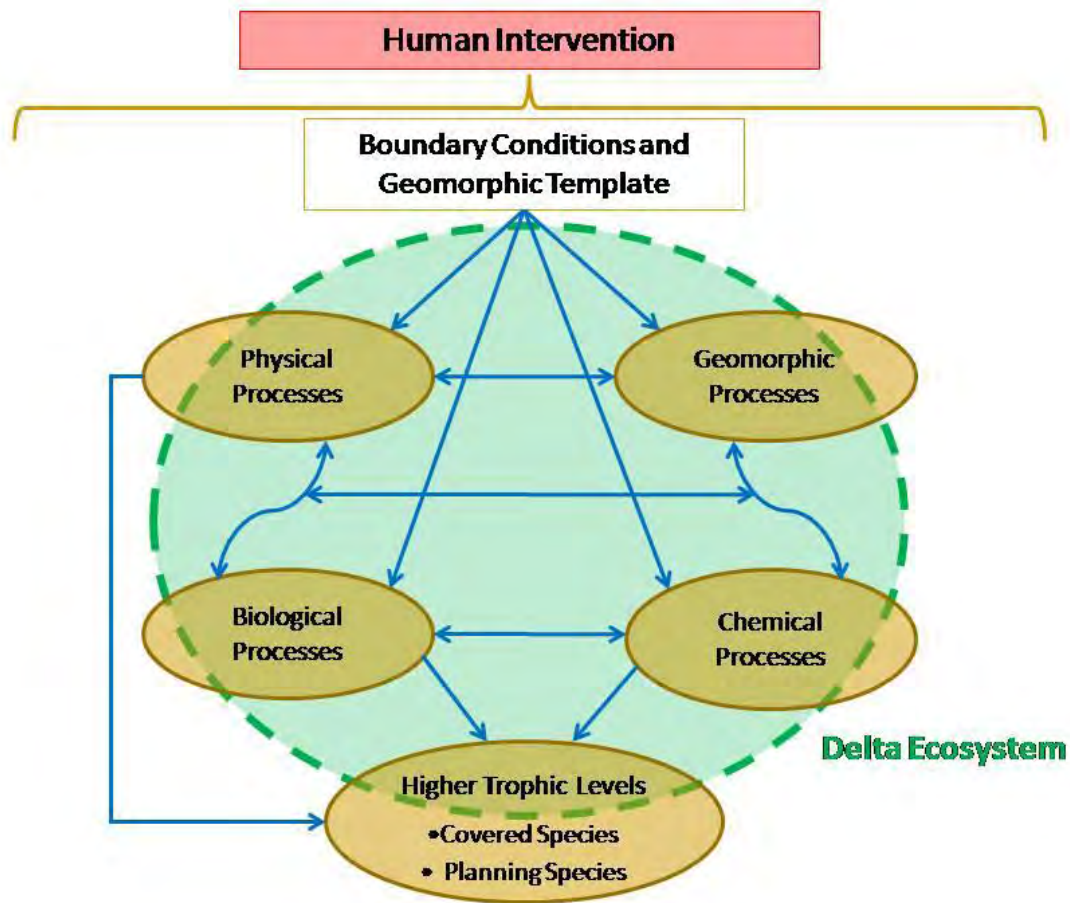 Human Intervention
Boundary Conditions and
Geomorphic Template
Physical
Processes
Geomorphic
Processes
Biological
Processes
Chemical
Processes
Delta Ecosystem
Higher Trophic Levels
•Covered Species
• Planning Species